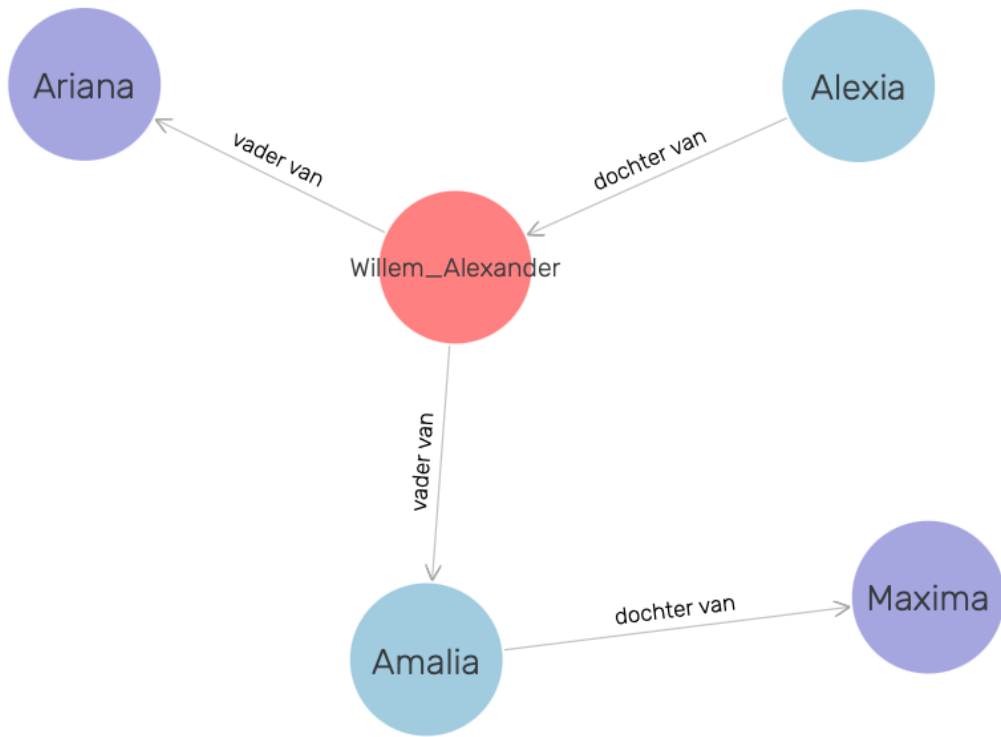 Ariana
Alexia
vader van
dochter van
Willem_Alexander
vader van
dochter van
Maxima
Amalia